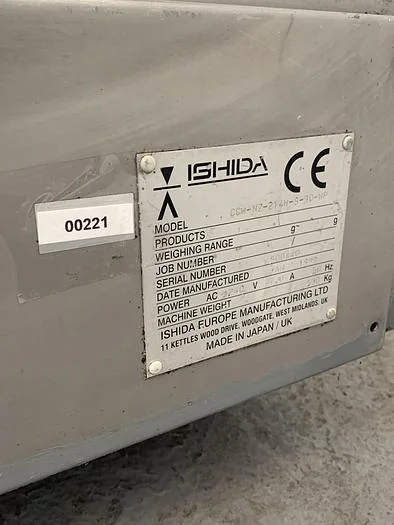 ISHIDA CE
00221
MODEL CCW-NZ-214W-S-30-WP
PRODUCTS
WEIGHING RANGE g~ g
JOB NUMBER /
SERIAL NUMBER
DATE MANUFACTURED
POWER AC V A Hz
MACHINE WEIGHT Kg
ISHIDA EUROPE MANUFACTURING LTD
11 KETTLES WOOD DRIVE, WOODGATE, WEST MIDLANDS, UK
MADE IN JAPAN / UK